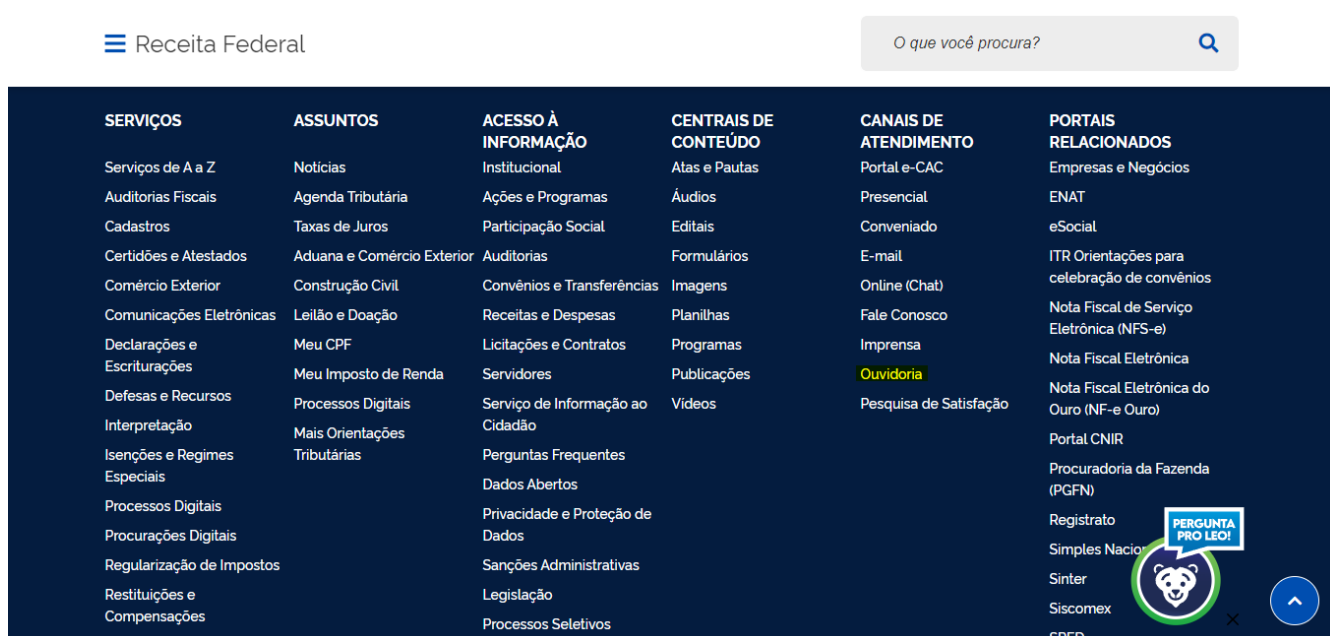 Receita Federal
O que você procura?
SERVIÇOS
Serviços de A a Z
Auditorias Fiscais
Cadastros
Certidões e Atestados
Comércio Exterior
Comunicações Eletrônicas
Declarações e
Escriturações
Defesas e Recursos
Interpretação
Isenções e Regimes
Especiais
Processos Digitais
Procurações Digitais
Regularização de Impostos
Restituições e
Compensações
ASSUNTOS
Notícias
Agenda Tributária
Taxas de Juros
Aduana e Comércio Exterior
Construção Civil
Leilão e Doação
Meu CPF
Meu Imposto de Renda
Processos Digitais
Mais Orientações
Tributárias
ACESSO À
INFORMAÇÃO
Institucional
Ações e Programas
Participação Social
Auditorias
Convênios e Transferências
Receitas e Despesas
Licitações e Contratos
Servidores
Serviço de Informação ao
Cidadão
Perguntas Frequentes
Dados Abertos
Privacidade e Proteção de
Dados
Sanções Administrativas
Legislação
Processos Seletivos
CENTRAIS DE
CONTEÚDO
Atas e Pautas
Áudios
Editais
Formulários
Imagens
Planilhas
Programas
Publicações
Vídeos
CANAIS DE
ATENDIMENTO
Portal e-CAC
Presencial
Conveniado
E-mail
Online (Chat)
Fale Conosco
Imprensa
Ouvidoria
Pesquisa de Satisfação
PORTAIS
RELACIONADOS
Empresas e Negócios
ENAT
eSocial
ITR Orientações para
celebração de convênios
Nota Fiscal de Serviço
Eletrônica (NFS-e)
Nota Fiscal Eletrônica
Nota Fiscal Eletrônica do
Ouro (NF-e Ouro)
Portal CNIR
Procuradoria da Fazenda
(PGFN)
Registrato
Simples
Sinter
Siscomex
PERGUNTA
PRO LEO!